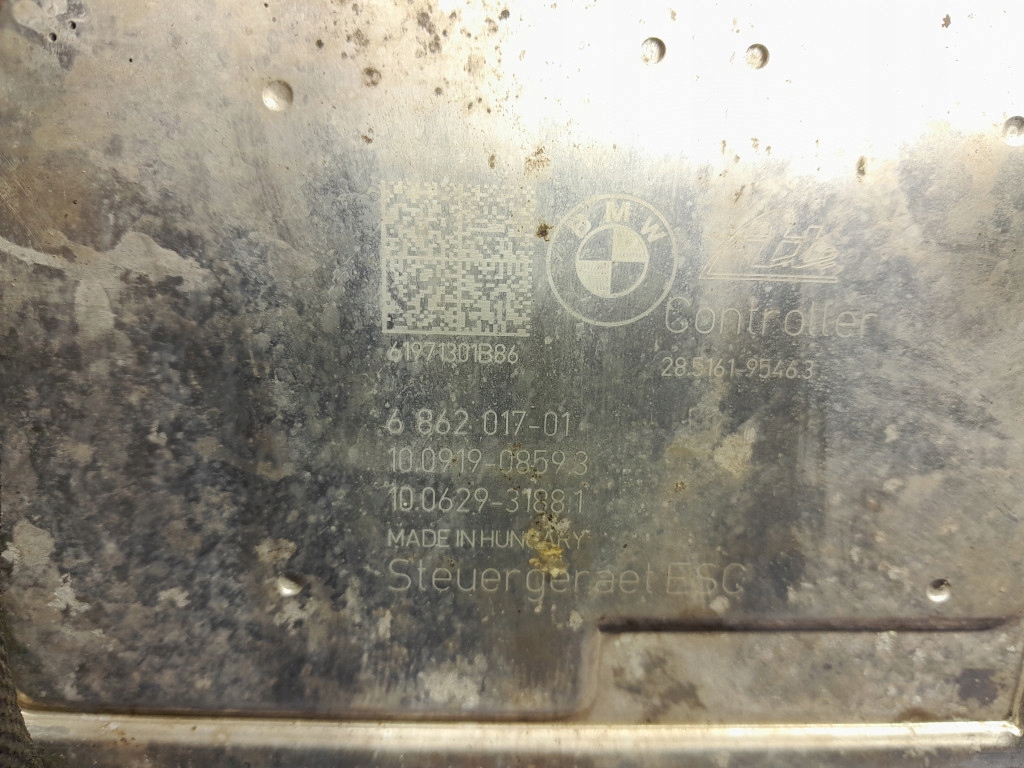 BMW
Ate
Controller
61971301B86
28.5161-9546.3
6 862 017-01
10.0919-0859.3
10.0629-3188.1
MADE IN HUNGARY
Steuergeraet ESC